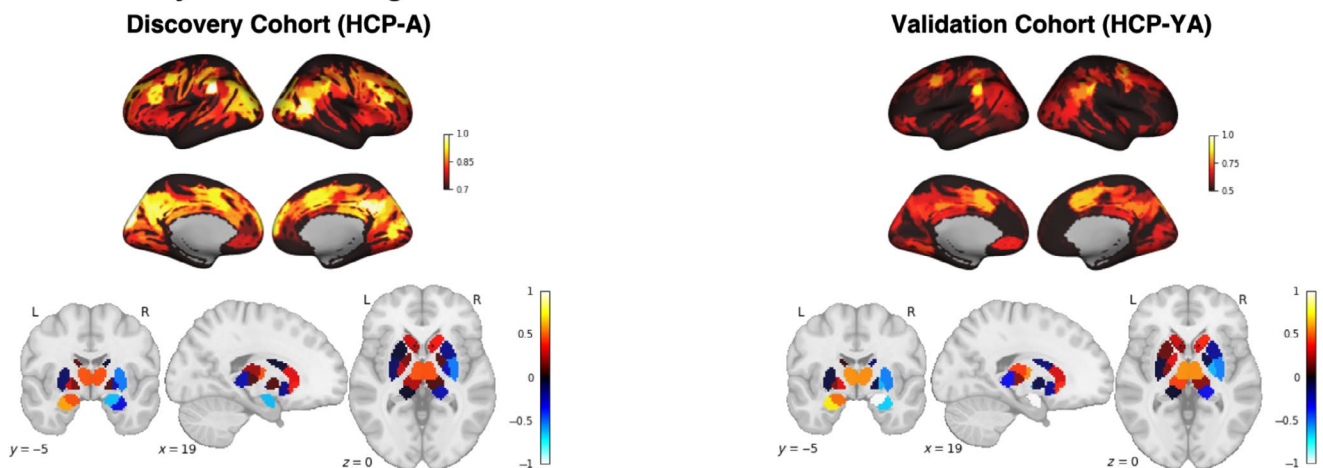 Discovery Cohort (HCP-A)
1.0
0.85
0.7
L
R
L
R
1
0.5
0
−0.5
−1
y = −5
x = 19
z = 0
Validation Cohort (HCP-YA)
1.0
0.75
0.5
L
R
L
R
1
0.5
0
−0.5
−1
y = −5
x = 19
z = 0